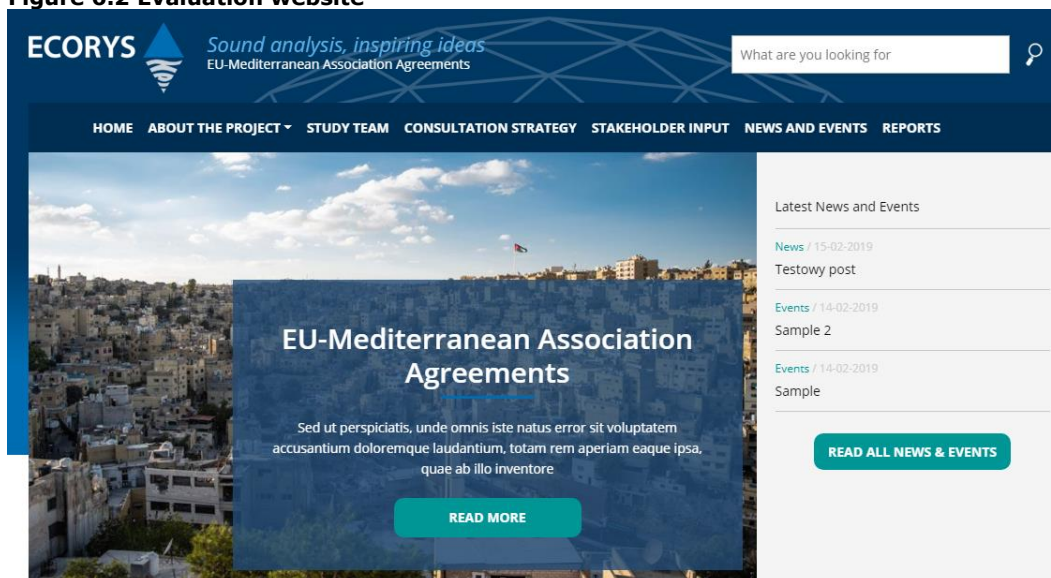 Figure 6.2 Evaluation website
ECORYS
Sound analysis, inspiring ideas
EU-Mediterranean Association Agreements
What are you looking for
HOME ABOUT THE PROJECT STUDY TEAM CONSULTATION STRATEGY STAKEHOLDER INPUT NEWS AND EVENTS REPORTS
EU-Mediterranean Association
Agreements
Sed ut perspiciatis, unde omnis iste natus error sit voluptatem
accusantium doloremque laudantium, totam rem aperiam eaque ipsa,
quae ab illo inventore
READ MORE
Latest News and Events
News / 15-02-2019
Testowy post
Events / 14-02-2019
Sample 2
Events / 14-02-2019
Sample
READ ALL NEWS & EVENTS